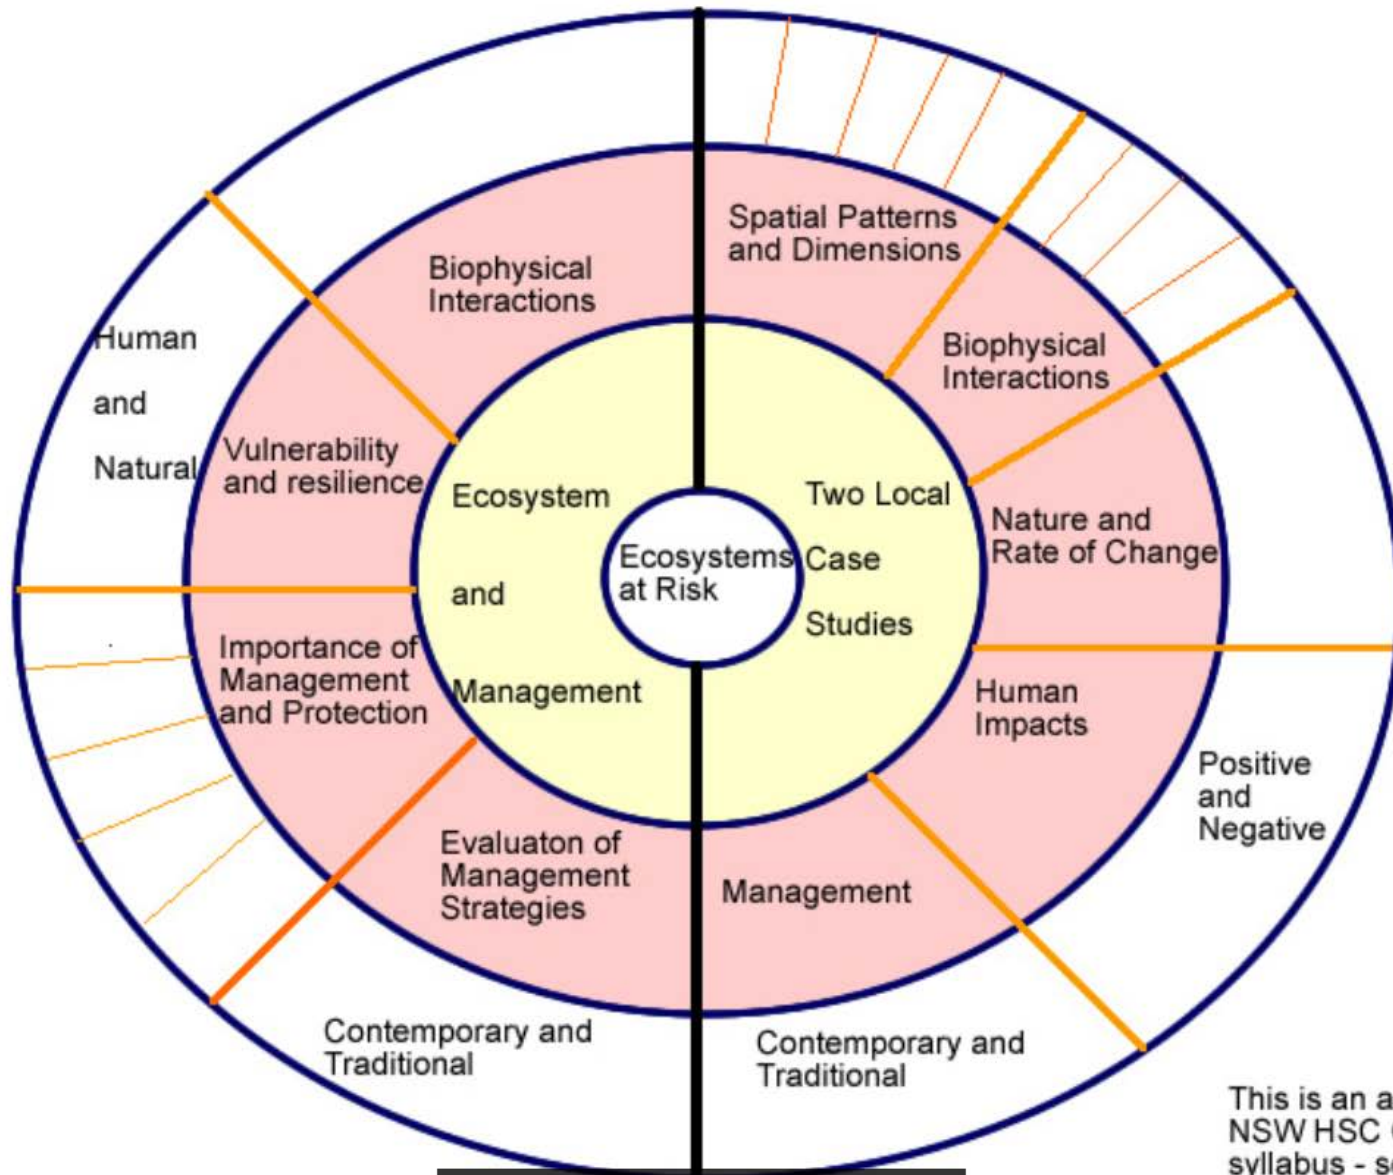 Spatial Patterns
and Dimensions
Biophysical
Interactions
Biophysical
Interactions
Human
and
Natural
Vulnerability
and resilience
Ecosystem
and
Management
Ecosystems
at Risk
Two Local
Case
Studies
Nature and
Rate of Change
Importance of
Management
and Protection
Human
Impacts
Positive
and
Negative
Evaluaton of
Management
Strategies
Management
Contemporary and
Traditional
Contemporary and
Traditional
This is an
NSW HSC
syllabus -